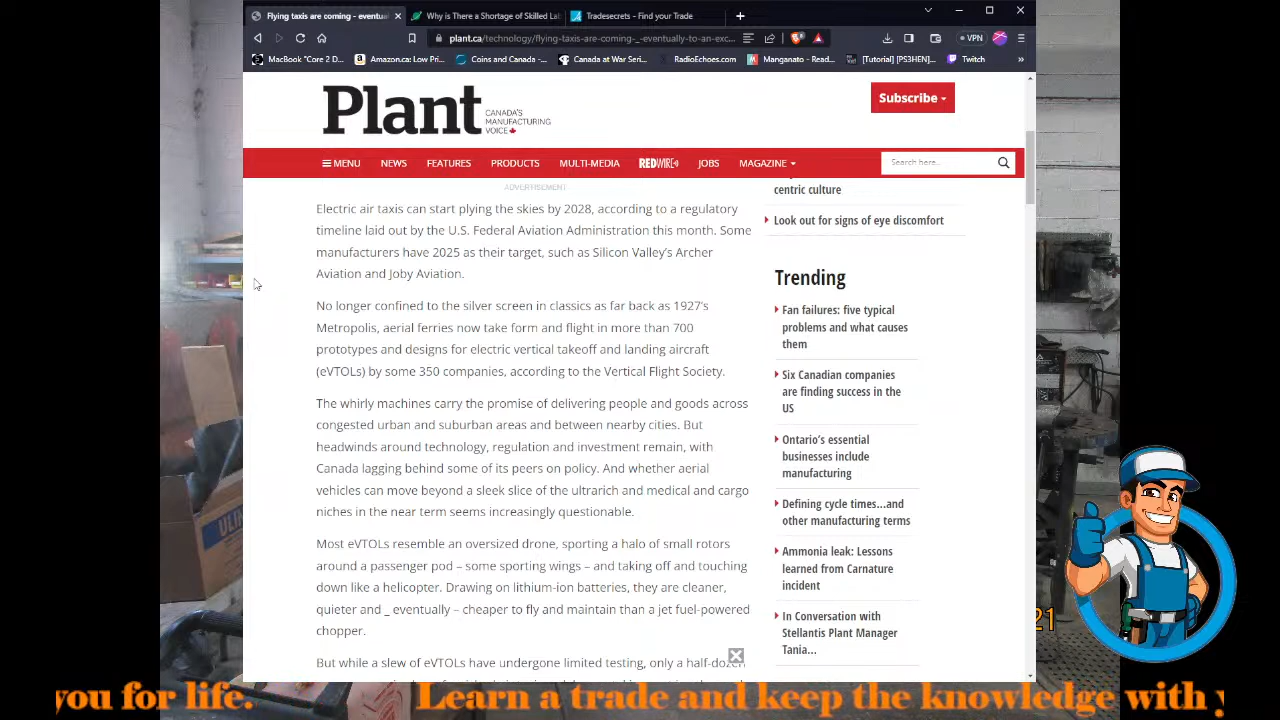 Flying taxis are coming - eventu
Why is There a Shortage of Skilled Lab
Tradesecrets - Find your Trade
plant.ca/technology/flying-taxis-are-coming-_-eventually-to-an-exc...
VPN
MacBook "Core 2 D...
Amazon.ca: Low Pri...
Coins and Canada -...
Canada at War Seri...
RadioEchoes.com
Manganato - Read...
[Tutorial] [PS3HEN]...
Twitch
Plant
CANADA'S
MANUFACTURING
VOICE
Subscribe
MENU
NEWS
FEATURES
PRODUCTS
MULTI-MEDIA
REDWIRE
JOBS
MAGAZINE
Search here..
ADVERTISEMENT
Electric air taxis can start plying the skies by 2028, according to a regulatory
timeline laid out by the U.S. Federal Aviation Administration this month. Some
manufacturers have 2025 as their target, such as Silicon Valley's Archer
Aviation and Joby Aviation.
No longer confined to the silver screen in classics as far back as 1927's
Metropolis, aerial ferries now take form and flight in more than 700
prototypes and designs for electric vertical takeoff and landing aircraft
(eVTOLs) by some 350 companies, according to the Vertical Flight Society.
The whirly machines carry the promise of delivering people and goods across
congested urban and suburban areas and between nearby cities. But
headwinds around technology, regulation and investment remain, with
Canada lagging behind some of its peers on policy. And whether aerial
vehicles can move beyond a sleek slice of the ultrarich and medical and cargo
niches in the near term seems increasingly questionable.
Most eVTOLs resemble an oversized drone, sporting a halo of small rotors
around a passenger pod – some sporting wings – and taking off and touching
down like a helicopter. Drawing on lithium-ion batteries, they are cleaner,
quieter and _ eventually – cheaper to fly and maintain than a jet fuel-powered
chopper.
But while a slew of eVTOLs have undergone limited testing, only a half-dozen
centric culture
Look out for signs of eye discomfort
Trending
Fan failures: five typical
problems and what causes
them
Six Canadian companies
are finding success in the
US
Ontario's essential
businesses include
manufacturing
Defining cycle times...and
other manufacturing terms
Ammonia leak: Lessons
learned from Carnature
incident
In Conversation with
Stellantis Plant Manager
Tania...
21
you for life.
Learn a trade and keep the knowledge with y